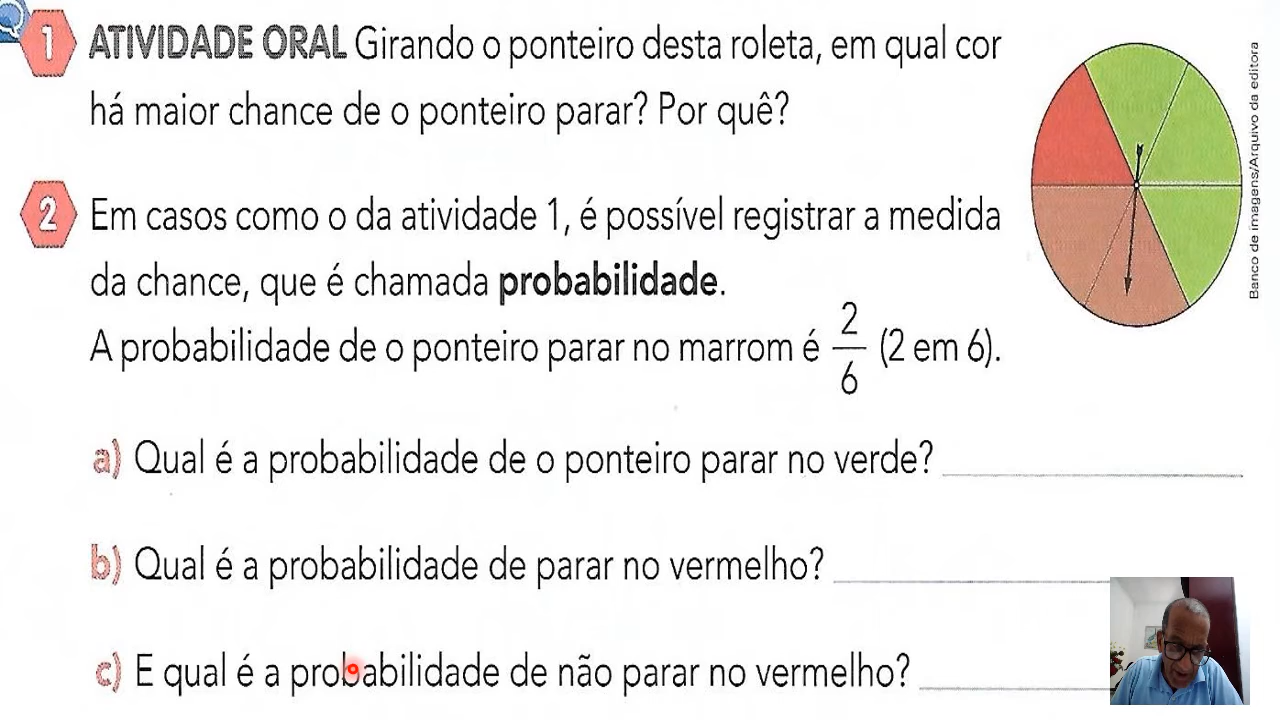 1 ATIVIDADE ORAL Girando o ponteiro desta roleta, em qual cor
há maior chance de o ponteiro parar? Por quê?
2 Em casos como o da atividade 1, é possível registrar a medida
da chance, que é chamada probabilidade.
A probabilidade de o ponteiro parar no marrom é 2/6 (2 em 6).
a) Qual é a probabilidade de o ponteiro parar no verde?
b) Qual é a probabilidade de parar no vermelho?
c) E qual é a probabilidade de não parar no vermelho?
Banco de imagens/Arquivo da editora